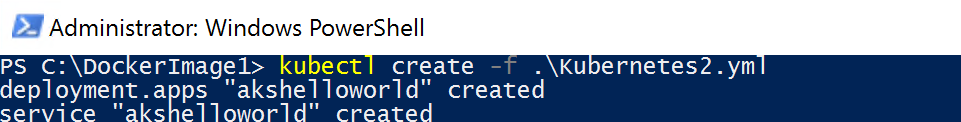 Administrator: Windows PowerShell
PS C:\DockerImage1> kubectl create -f .\Kubernetes2.yml
deployment.apps "akshelloworld" created
service "akshelloworld" created